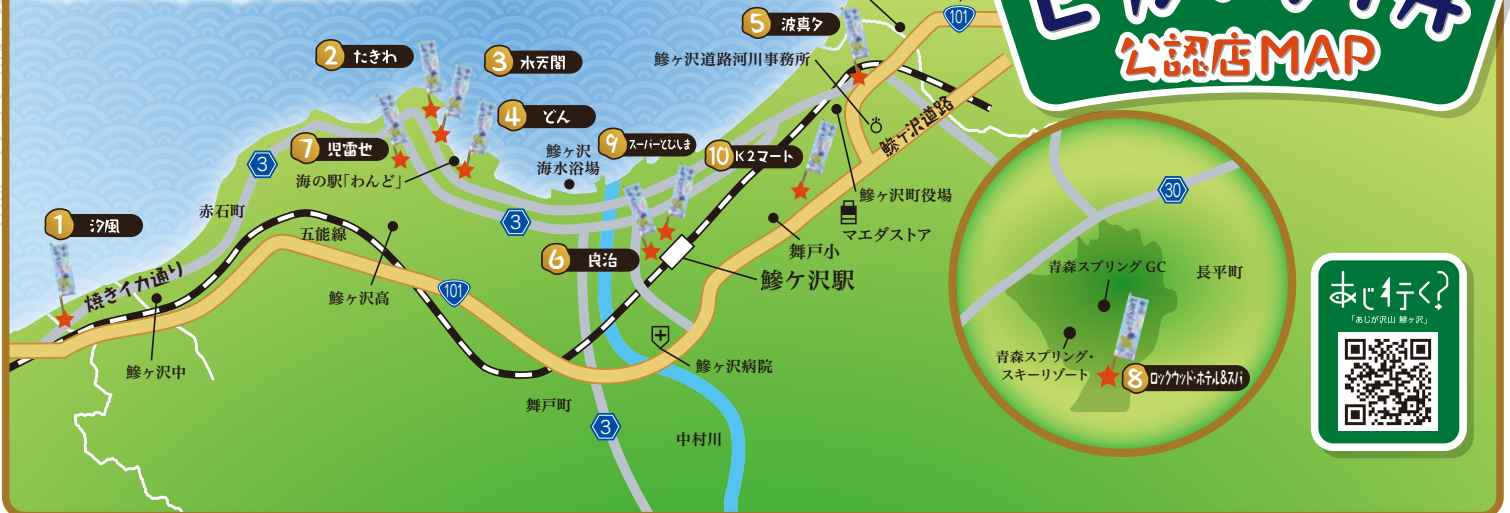 公認店MAP
101
5 波真夕
鰺ヶ沢道路河川事務所
2 たきわ
3 水天閣
4 どん
鰺ヶ沢
海水浴場
9 スーパーとびしま
10 K2マート
7 児雷也
海の駅「わんど」
3
赤石町
鰺ヶ沢道路
鰺ヶ沢町役場
マエダストア
舞戸小
鰺ケ沢駅
3
6 良治
1 汐風
焼きイカ通り
五能線
鰺ヶ沢高
101
鰺ヶ沢中
鰺ヶ沢病院
舞戸町
3
中村川
30
青森スプリングGC
長平町
青森スプリング・
スキーリゾート
8 ロックウッド・ホテル&スパ
あじ行く?
「あじが沢山 鰺ヶ沢」